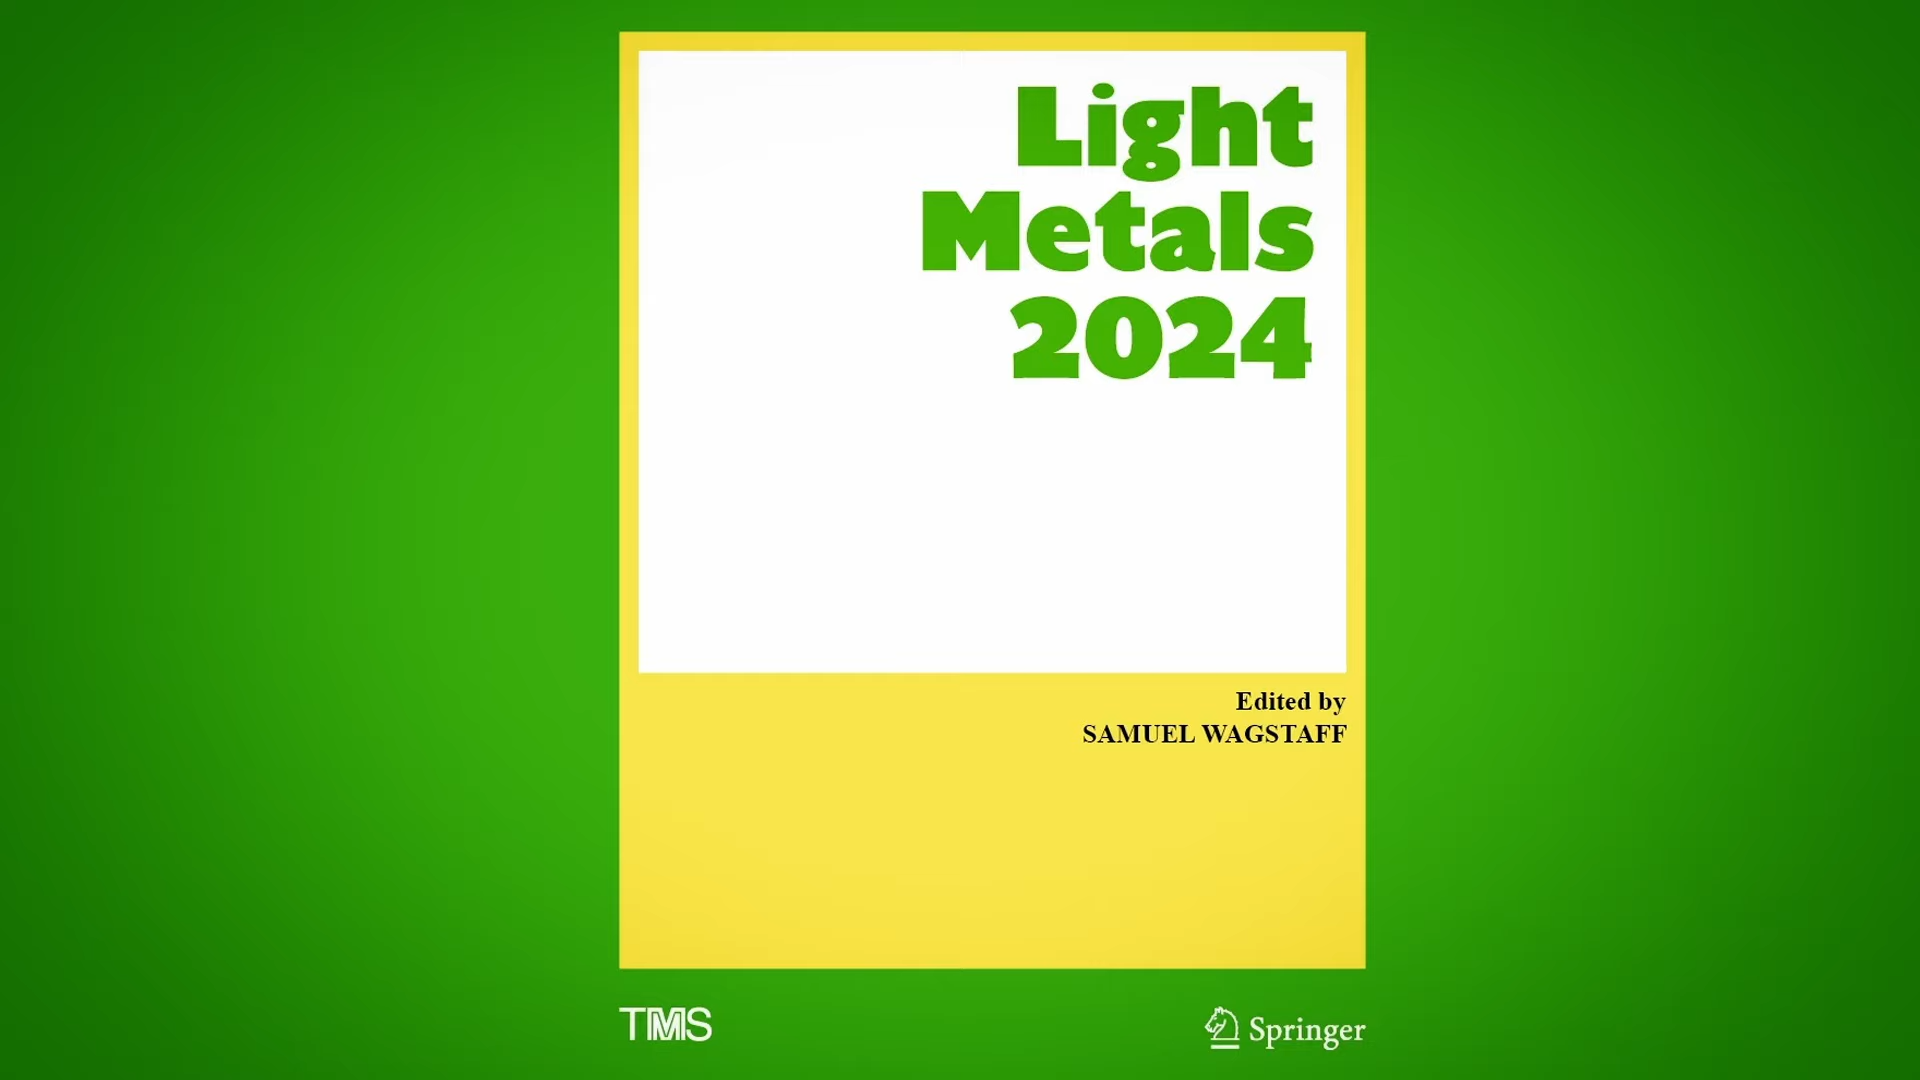 Light
Metals
2024
Edited by
SAMUEL WAGSTAFF
TMS
Springer